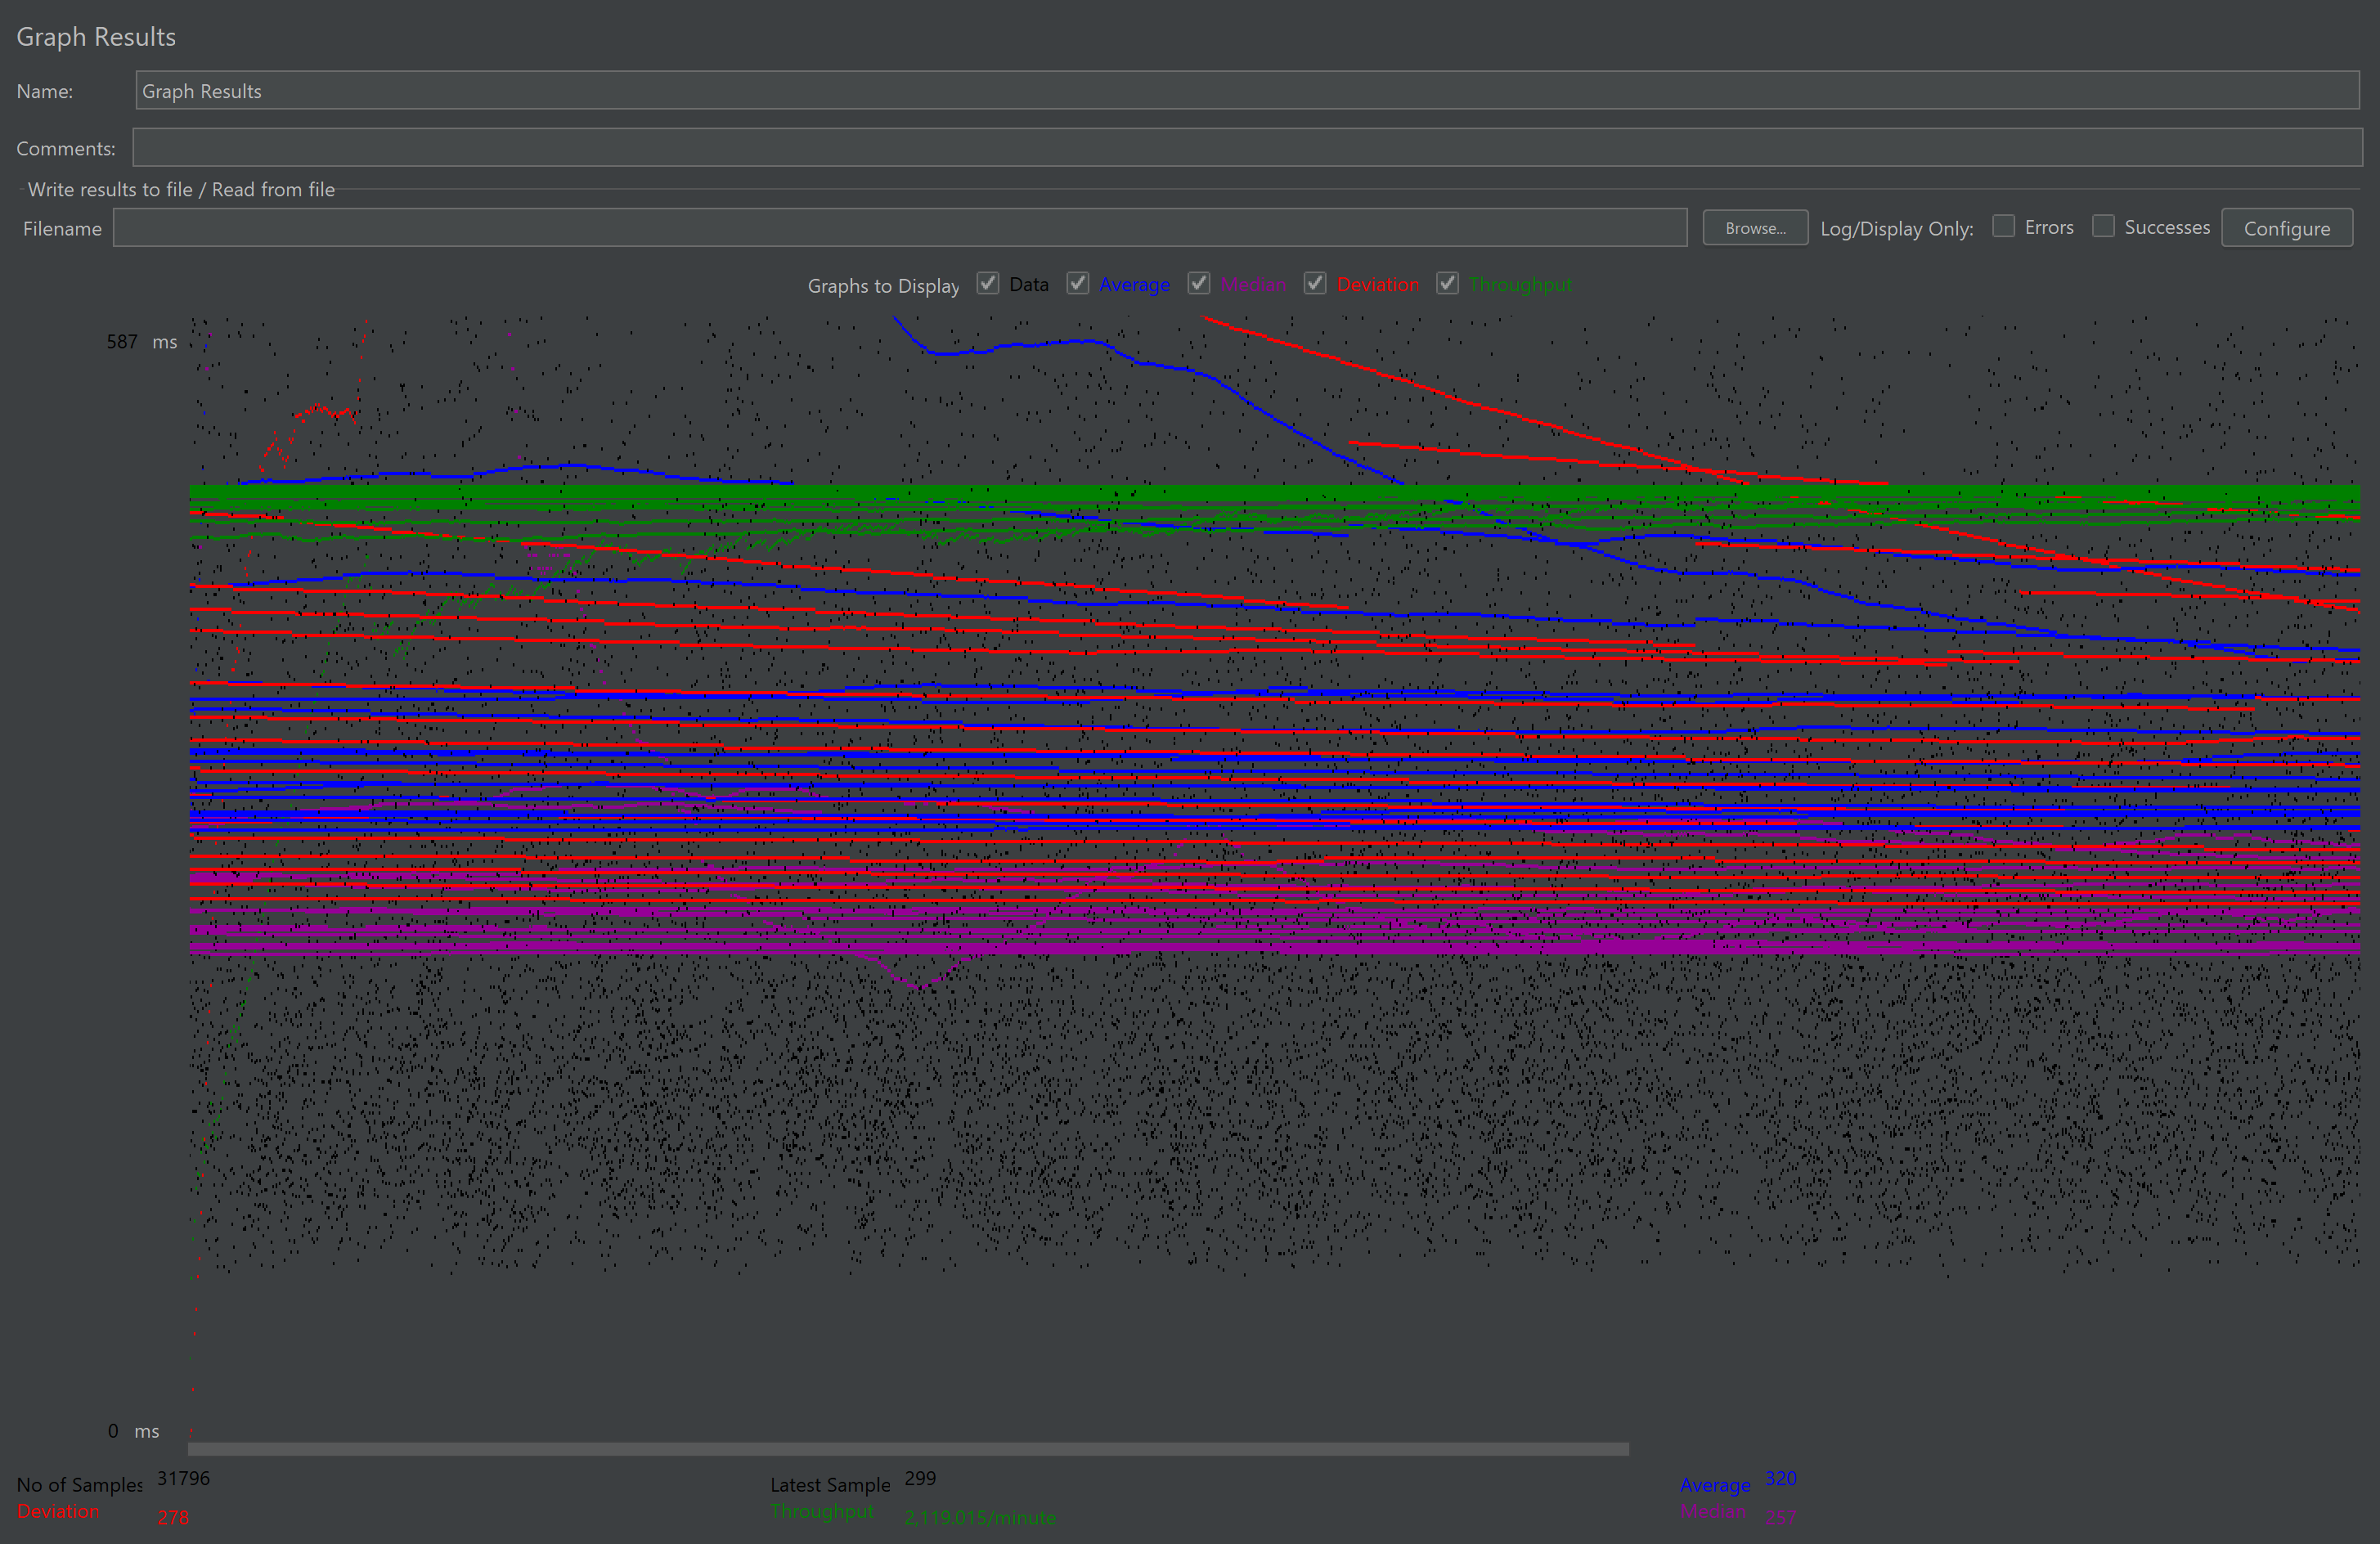 Graph Results
Name: Graph Results
Comments:
Write results to file / Read from file
Filename Browse... Log/Display Only: Errors Successes Configure
Graphs to Display Data Average Median Deviation Throughput
587 ms
0 ms
No of Samples 31796 Latest Sample 299 Average 320
Deviation 278 Throughput 2,119.015/minute Median 257